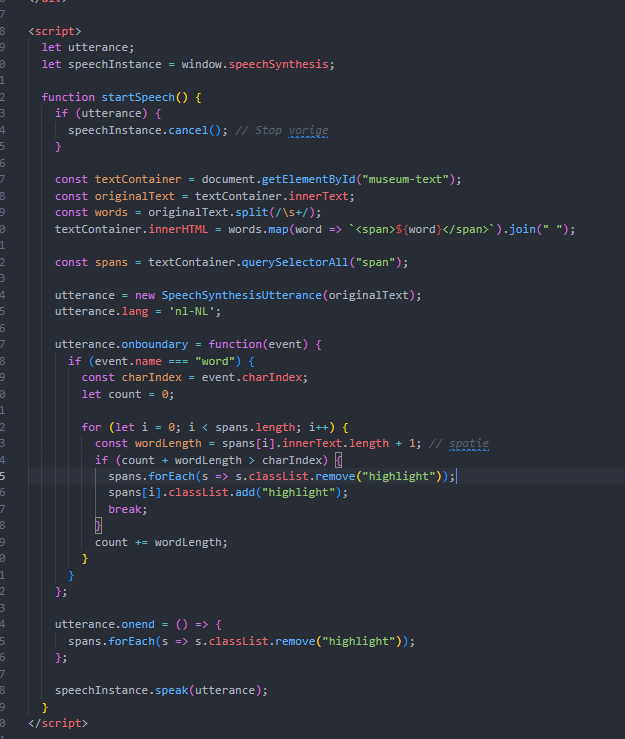 <script>
let utterance;
let speechInstance = window.speechSynthesis;
function startSpeech() {
if (utterance) {
speechInstance.cancel(); // Stop vorige
}
const textContainer = document.getElementById("museum-text");
const originalText = textContainer.innerText;
const words = originalText.split(/\s+/);
textContainer.innerHTML = words.map(word => `<span>${word}</span>`).join(" ");
const spans = textContainer.querySelectorAll("span");
utterance = new SpeechSynthesisUtterance(originalText);
utterance.lang = 'nl-NL';
utterance.onboundary = function(event) {
if (event.name === "word") {
const charIndex = event.charIndex;
let count = 0;
for (let i = 0; i < spans.length; i++) {
const wordLength = spans[i].innerText.length + 1; // spatie
if (count + wordLength > charIndex) {
spans.forEach(s => s.classList.remove("highlight"));
spans[i].classList.add("highlight");
break;
}
count += wordLength;
}
}
};
utterance.onend = () => {
spans.forEach(s => s.classList.remove("highlight"));
};
speechInstance.speak(utterance);
}
</script>